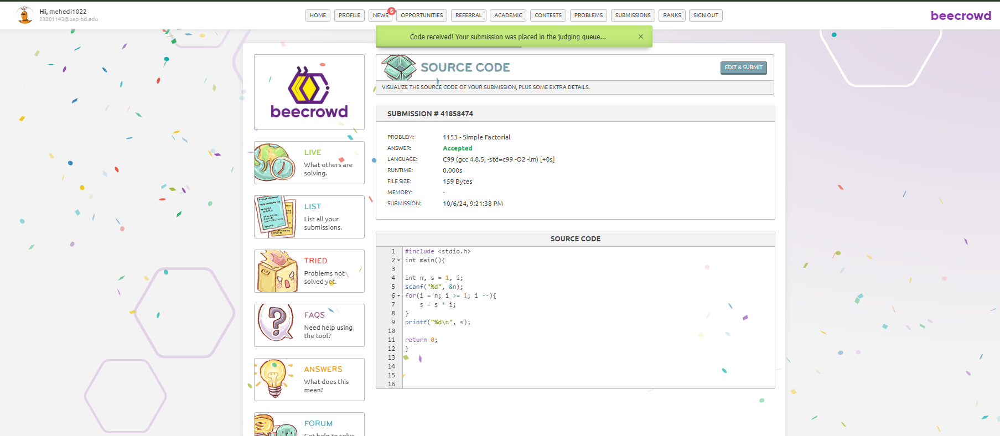 Hi, mehedi1022
23201143@uap-bd.edu
HOME PROFILE NEWS 6 OPPORTUNITIES REFERRAL ACADEMIC CONTESTS PROBLEMS SUBMISSIONS RANKS SIGN OUT
beecrowd
Code received! Your submission was placed in the judging queue... ×
beecrowd
LIVE
What others are
solving.
LIST
List all your
submissions.
TRIED
Problems not
solved yet.
FAQS
Need help using
the tool?
ANSWERS
What does this
mean?
FORUM
Get help to solve
SOURCE CODE
EDIT & SUBMIT
VISUALIZE THE SOURCE CODE OF YOUR SUBMISSION, PLUS SOME EXTRA DETAILS.
SUBMISSION # 41858474
PROBLEM: 1153 - Simple Factorial
ANSWER: Accepted
LANGUAGE: C99 (gcc 4.8.5, -std=c99 -O2 -lm) [+0s]
RUNTIME: 0.000s
FILE SIZE: 159 Bytes
MEMORY: -
SUBMISSION: 10/6/24, 9:21:38 PM
SOURCE CODE
1 #include <stdio.h>
2 int main(){
3
4 int n, s = 1, i;
5 scanf("%d", &n);
6 for(i = n; i >= 1; i --){
7     s = s * i;
8 }
9 printf("%d\n", s);
10
11 return 0;
12 }
13
14
15
16